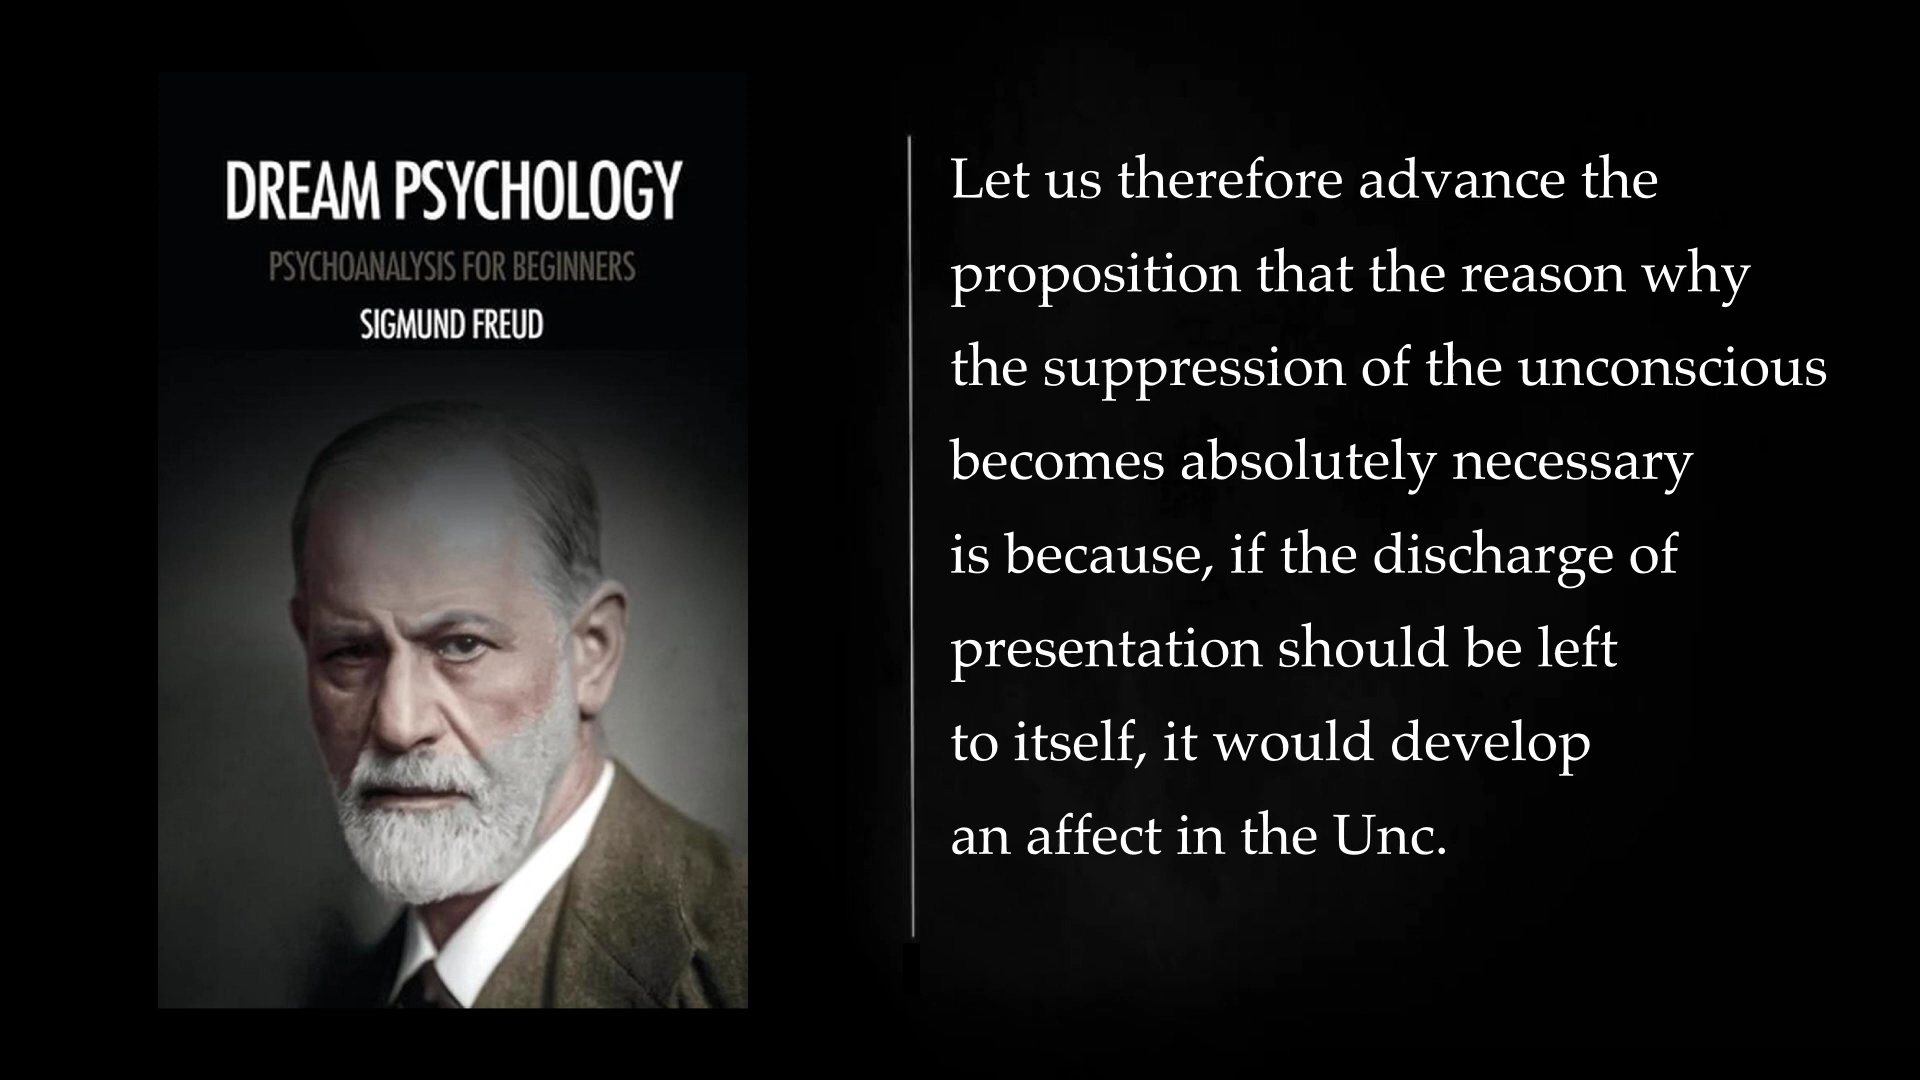 DREAM PSYCHOLOGY
PSYCHOANALYSIS FOR BEGINNERS
SIGMUND FREUD
Let us therefore advance the
proposition that the reason why
the suppression of the unconscious
becomes absolutely necessary
is because, if the discharge of
presentation should be left
to itself, it would develop
an affect in the Unc.